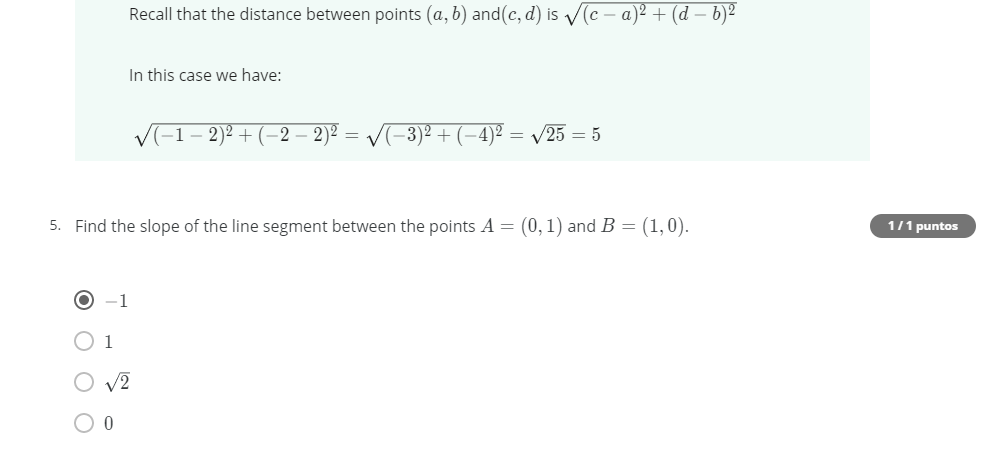 Recall that the distance between points (a, b) and(c, d) is √((c − a)² + (d − b)²)
In this case we have:
√((−1 − 2)² + (−2 − 2)²) = √((−3)² + (−4)²) = √25 = 5
5. Find the slope of the line segment between the points A = (0, 1) and B = (1, 0). 1 / 1 puntos
−1
1
√2
0